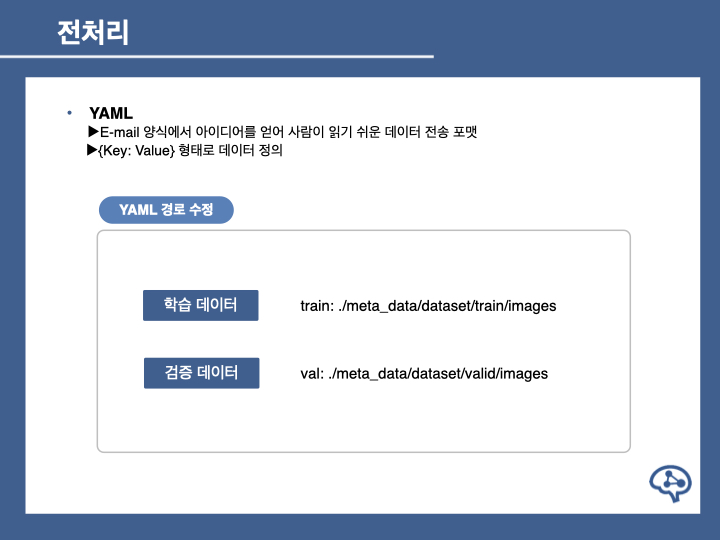 전처리
• YAML
▶E-mail 양식에서 아이디어를 얻어 사람이 읽기 쉬운 데이터 전송 포맷
▶{Key: Value} 형태로 데이터 정의
YAML 경로 수정
학습 데이터 train: ./meta_data/dataset/train/images
검증 데이터 val: ./meta_data/dataset/valid/images